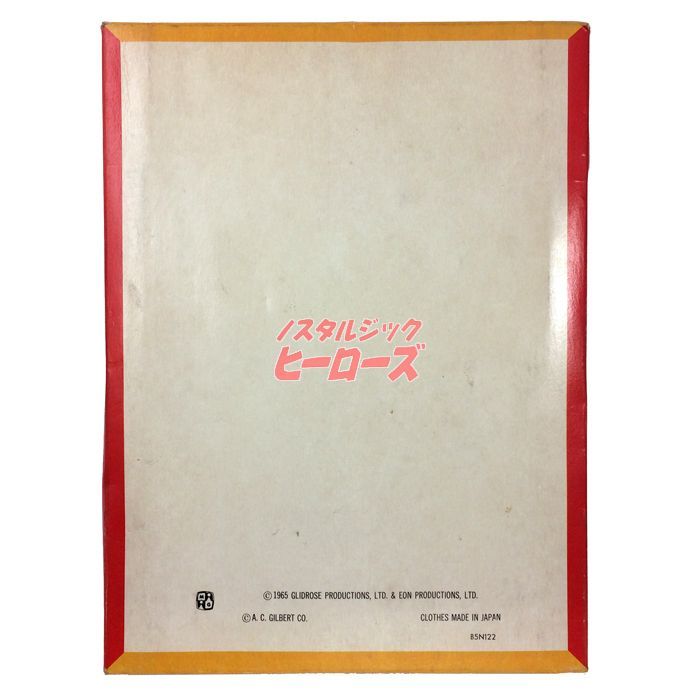 ノスタルジック
ヒーローズ
©1965 GLIDROSE PRODUCTIONS, LTD. & EON PRODUCTIONS, LTD.
©A. C. GILBERT CO.
CLOTHES MADE IN JAPAN
B5N122